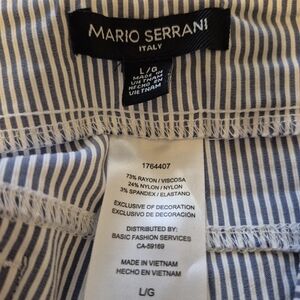 MARIO SERRANI
ITALY
L/G
MADE IN
VIETNAM
HECHO EN
VIETNAM
1764407
73% RAYON / VISCOSA
24% NYLON / NYLON
3% SPANDEX / ELASTANO
EXCLUSIVE OF DECORATION
EXCLUSIVO DE DECORACIÓN
DISTRIBUTED BY:
BASIC FASHION SERVICES
CA-59169
MADE IN VIETNAM
HECHO EN VIETNAM
L/G